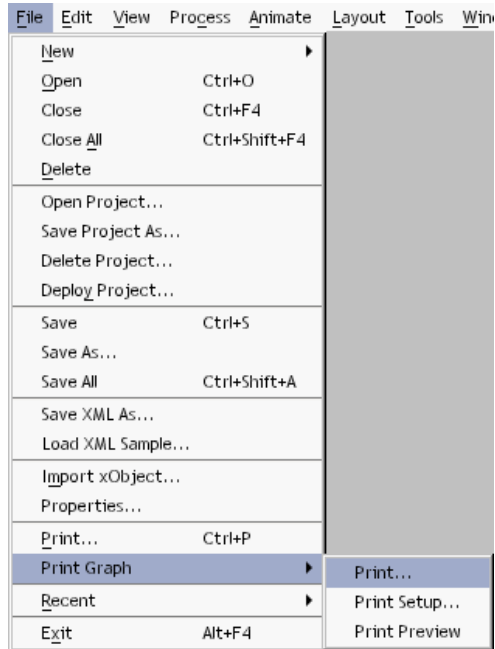 File Edit View Process Animate Layout Tools
New
Open Ctrl+O
Close Ctrl+F4
Close All Ctrl+Shift+F4
Delete
Open Project...
Save Project As...
Delete Project...
Deploy Project...
Save Ctrl+S
Save As...
Save All Ctrl+Shift+A
Save XML As...
Load XML Sample...
Import xObject...
Properties...
Print... Ctrl+P
Print Graph Print...
Recent Print Setup...
Exit Alt+F4 Print Preview